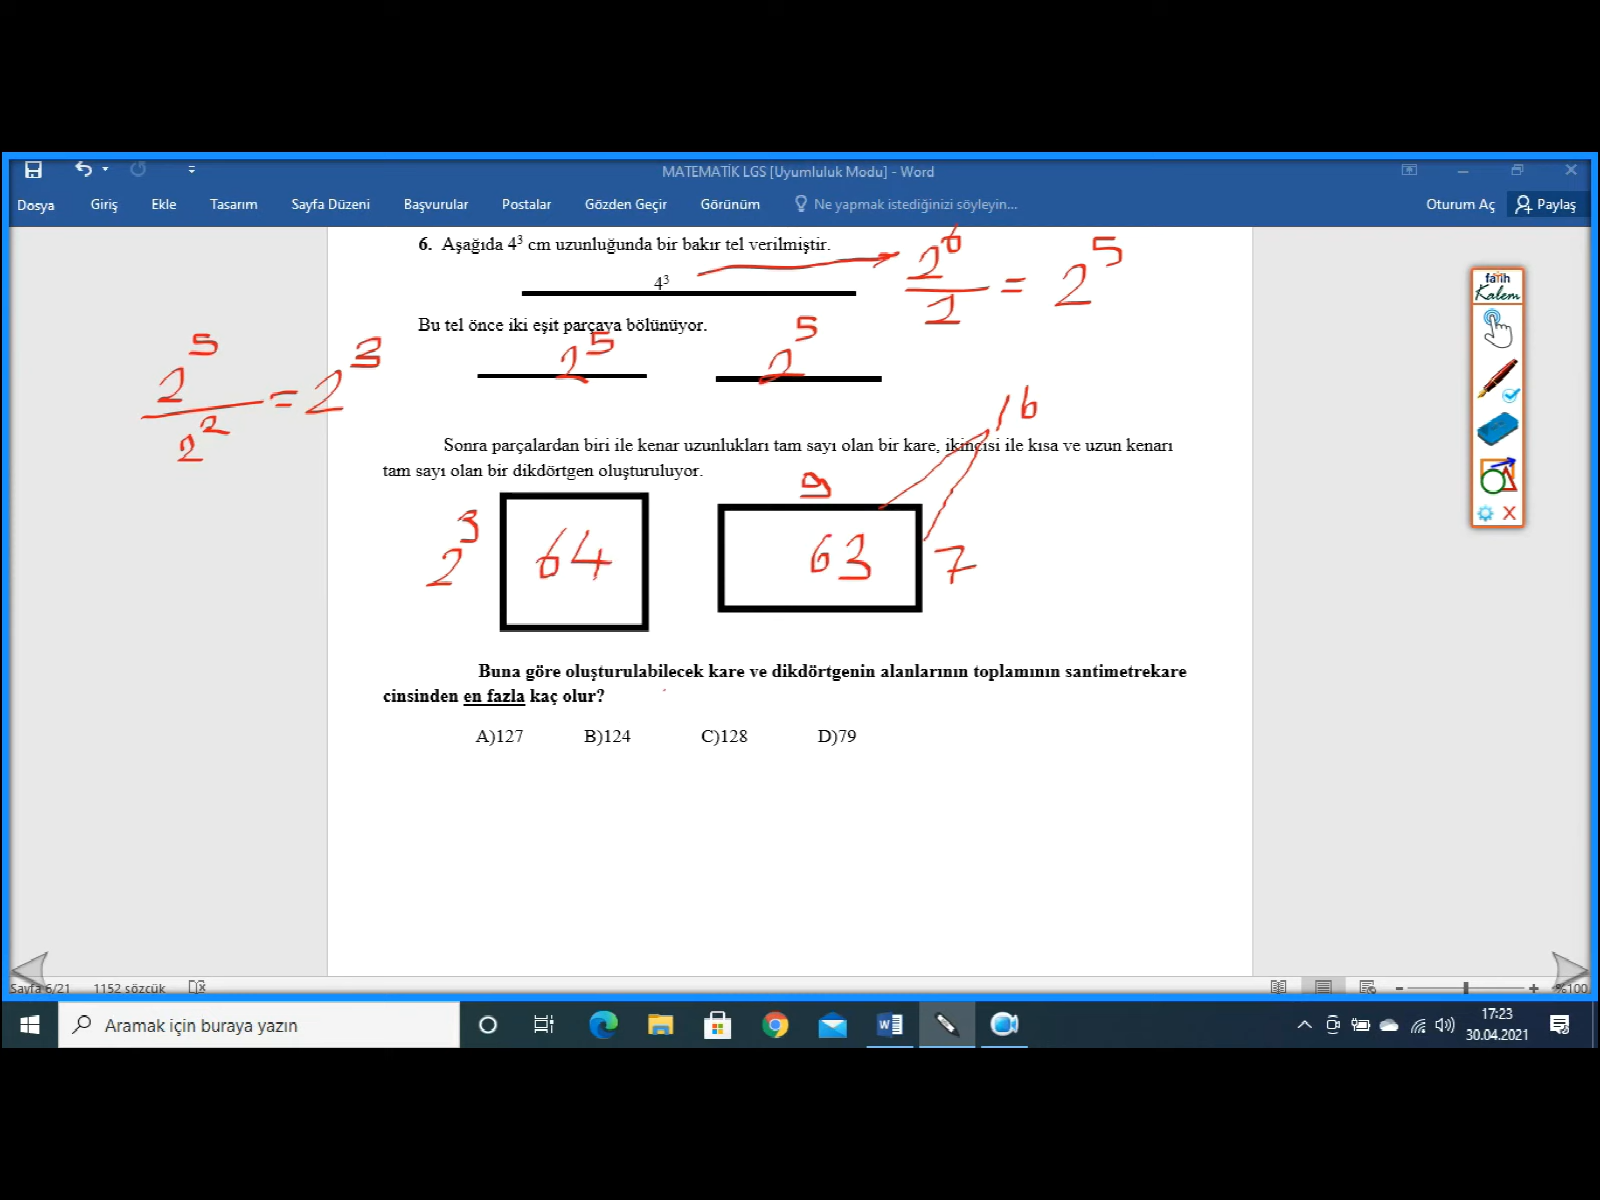 MATEMATİK LGS [Uyumluluk Modu] - Word
Dosya Giriş Ekle Tasarım Sayfa Düzeni Başvurular Postalar Gözden Geçir Görünüm Ne yapmak istediğinizi söyleyin... Oturum Aç Paylaş
6. Aşağıda 4³ cm uzunluğunda bir bakır tel verilmiştir.
4³
2⁶/2 = 2⁵
Bu tel önce iki eşit parçaya bölünüyor.
2⁵ 2⁵
2⁵/2² = 2³
16
Sonra parçalardan biri ile kenar uzunlukları tam sayı olan bir kare, ikincisi ile kısa ve uzun kenarı
tam sayı olan bir dikdörtgen oluşturuluyor.
9
2³ 64 63 7
Buna göre oluşturulabilecek kare ve dikdörtgenin alanlarının toplamının santimetrekare
cinsinden en fazla kaç olur?
A)127 B)124 C)128 D)79
fatih
Kalem
Sayfa 6/21 1152 sözcük %100
Aramak için buraya yazın
17:23
30.04.2021